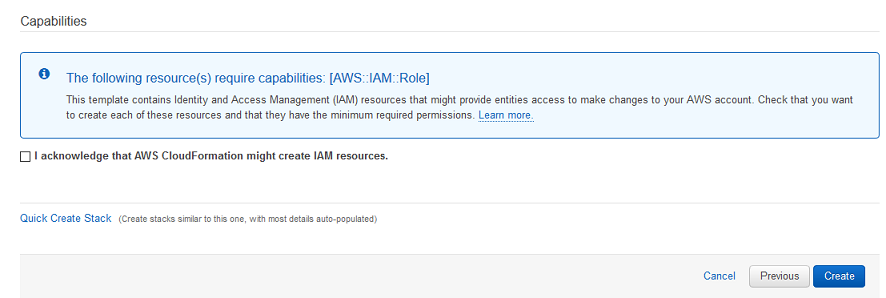 Capabilities
The following resource(s) require capabilities: [AWS::IAM::Role]
This template contains Identity and Access Management (IAM) resources that might provide entities access to make changes to your AWS account. Check that you want
to create each of these resources and that they have the minimum required permissions. Learn more.
I acknowledge that AWS CloudFormation might create IAM resources.
Quick Create Stack (Create stacks similar to this one, with most details auto-populated)
Cancel Previous Create